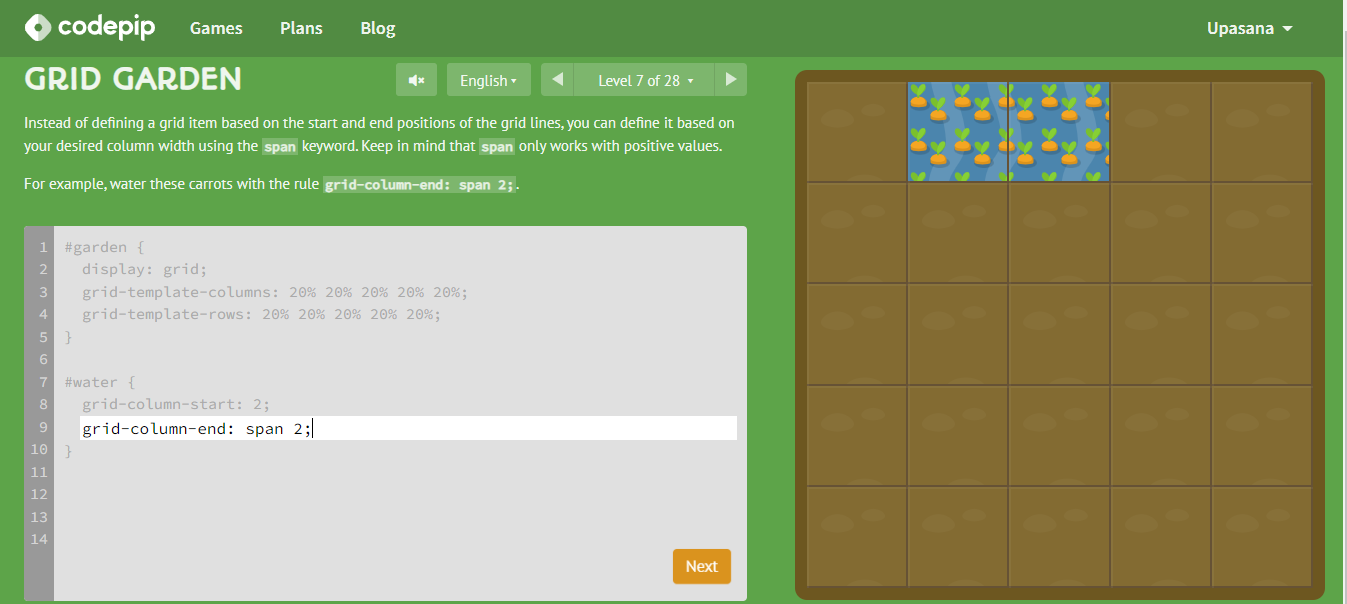 codepip Games Plans Blog Upasana
GRID GARDEN English Level 7 of 28
Instead of defining a grid item based on the start and end positions of the grid lines, you can define it based on
your desired column width using the span keyword. Keep in mind that span only works with positive values.
For example, water these carrots with the rule grid-column-end: span 2;.
1 #garden {
2 display: grid;
3 grid-template-columns: 20% 20% 20% 20% 20%;
4 grid-template-rows: 20% 20% 20% 20% 20%;
5 }
6
7 #water {
8 grid-column-start: 2;
9 grid-column-end: span 2;
10 }
11
12
13
14
Next